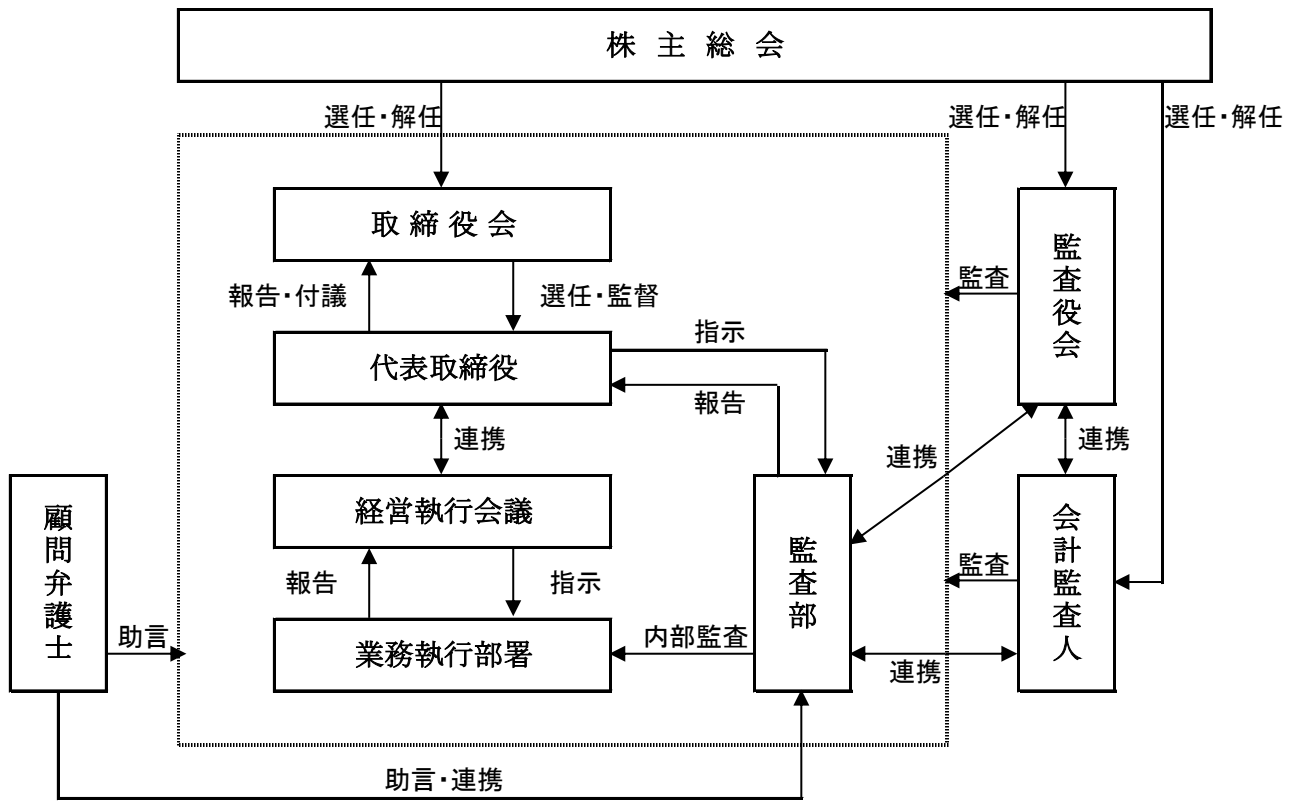 株主総会
選任・解任
選任・解任
選任・解任
取締役会
監査役会
監査
報告・付議
選任・監督
指示
代表取締役
報告
連携
連携
連携
経営執行会議
顧問弁護士
監査部
会計監査人
報告
指示
監査
助言
業務執行部署
内部監査
連携
助言・連携